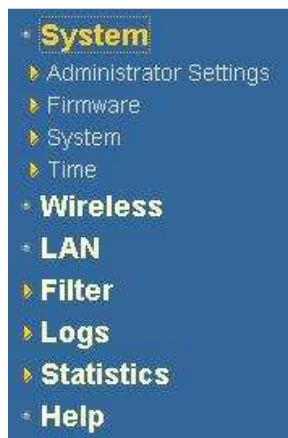 System
Administrator Settings
Firmware
System
Time
Wireless
LAN
Filter
Logs
Statistics
Help